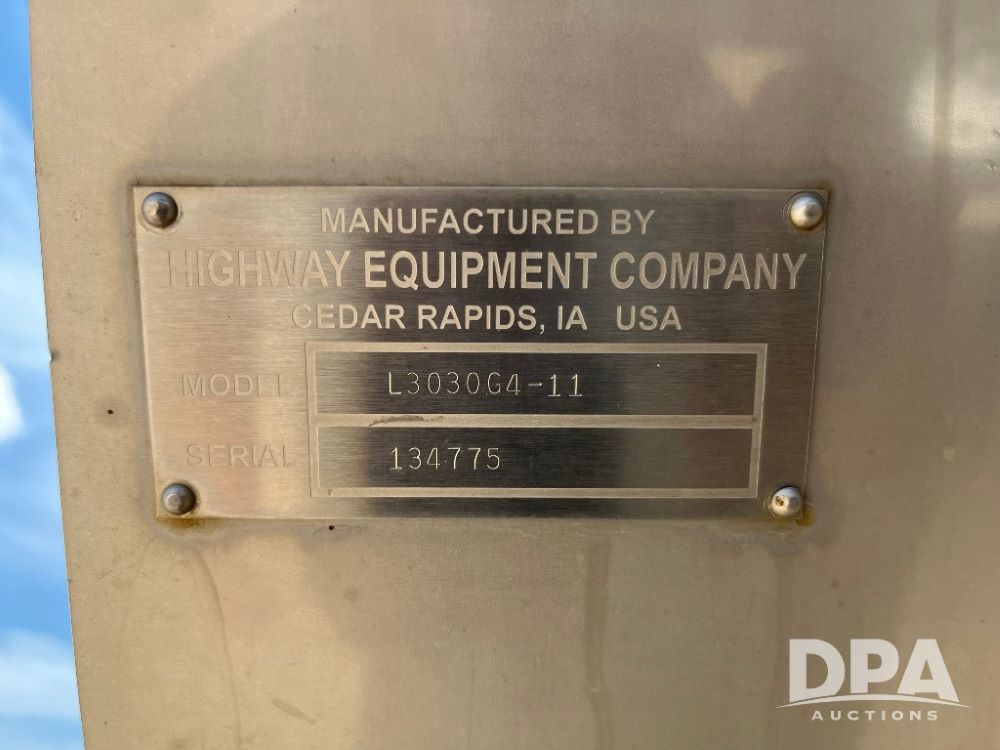 MANUFACTURED BY
HIGHWAY EQUIPMENT COMPANY
CEDAR RAPIDS, IA USA
MODEL L3030G4-11
SERIAL 134775
DPA
AUCTIONS